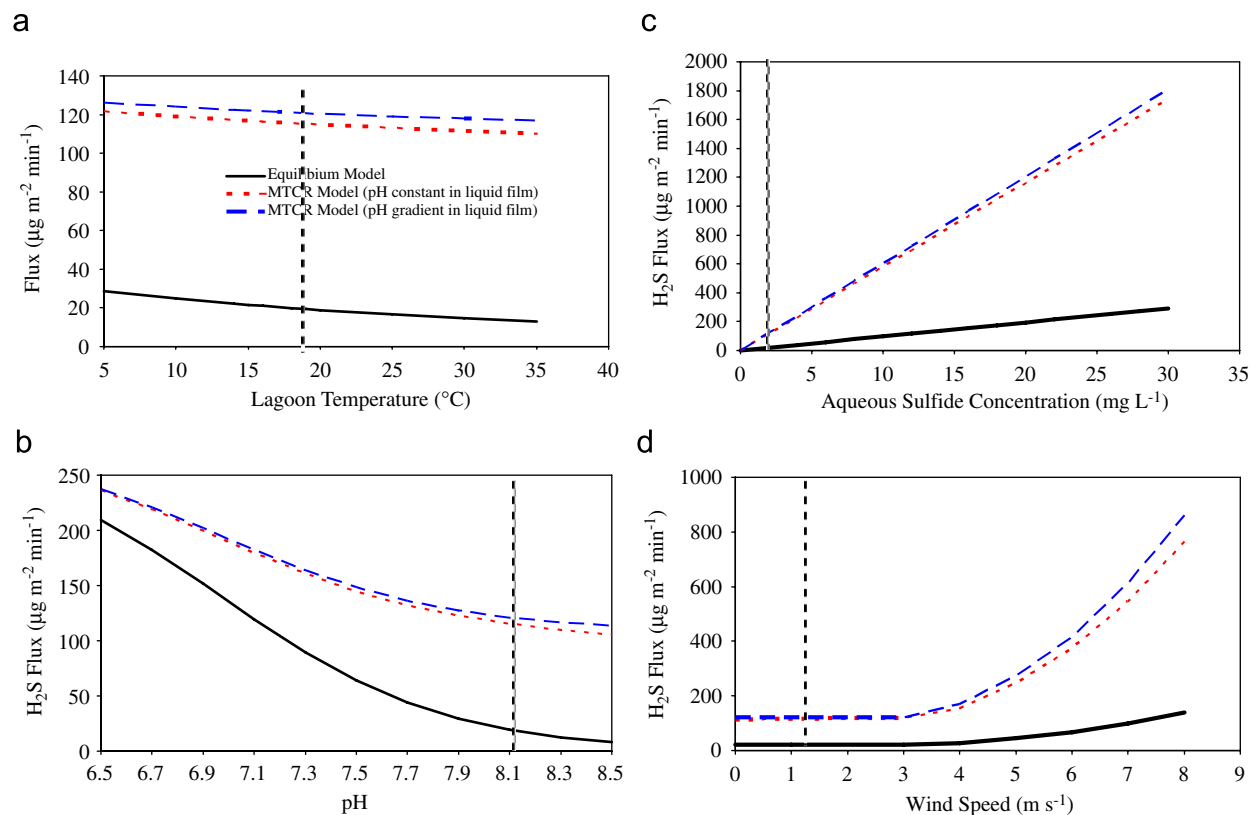 a
140
120
100
80
60
40
20
0
Flux (µg m-2 min-1)
Equilibium Model
MTCR Model (pH constant in liquid film)
MTCR Model (pH gradient in liquid film)
5 10 15 20 25 30 35 40
Lagoon Temperature (°C)
b
250
200
150
100
50
0
H2S Flux (µg m-2 min-1)
6.5 6.7 6.9 7.1 7.3 7.5 7.7 7.9 8.1 8.3 8.5
pH
c
2000
1800
1600
1400
1200
1000
800
600
400
200
0
H2S Flux (µg m-2 min-1)
0 5 10 15 20 25 30 35
Aqueous Sulfide Concentration (mg L-1)
d
1000
800
600
400
200
0
H2S Flux (µg m-2 min-1)
0 1 2 3 4 5 6 7 8 9
Wind Speed (m s-1)